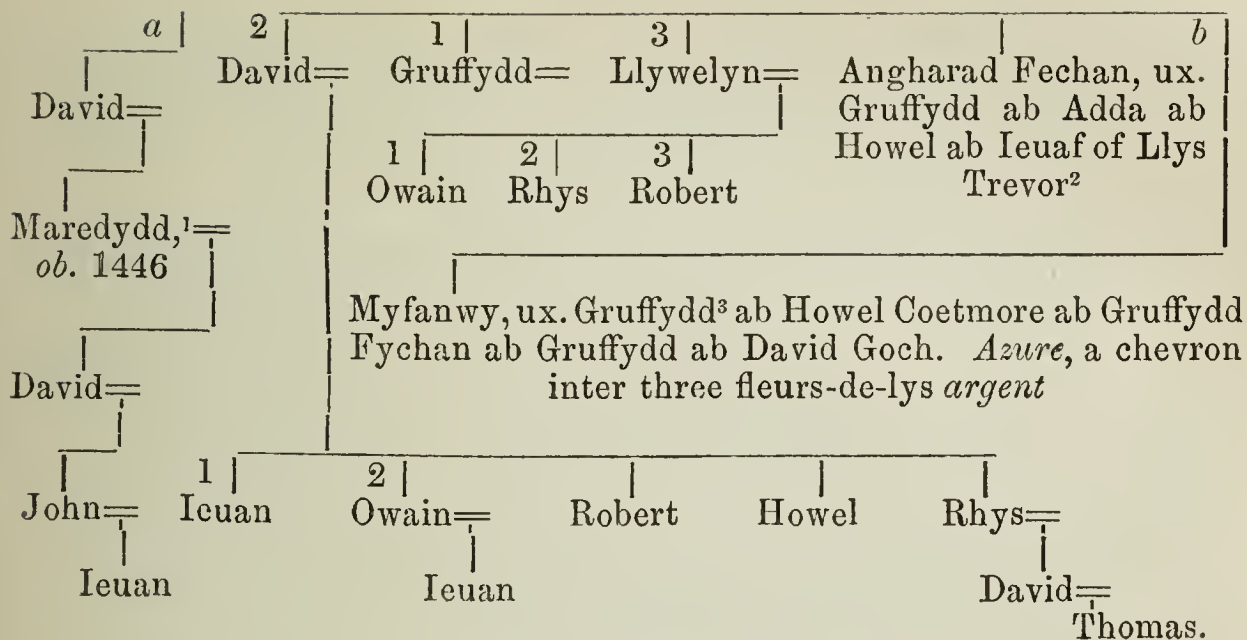 a 2 1 3 b
David= Gruffydd= Llywelyn= Angharad Fechan, ux.
David= Gruffydd ab Adda ab
Howel ab Ieuaf of Llys
1 2 3 Trevor²
Owain Rhys Robert
Maredydd,¹=
ob. 1446
Myfanwy, ux. Gruffydd³ ab Howel Coetmore ab Gruffydd
Fychan ab Gruffydd ab David Goch. Azure, a chevron
David= inter three fleurs-de-lys argent
1 2
John= Ieuan Owain= Robert Howel Rhys=
Ieuan Ieuan David=
Thomas.